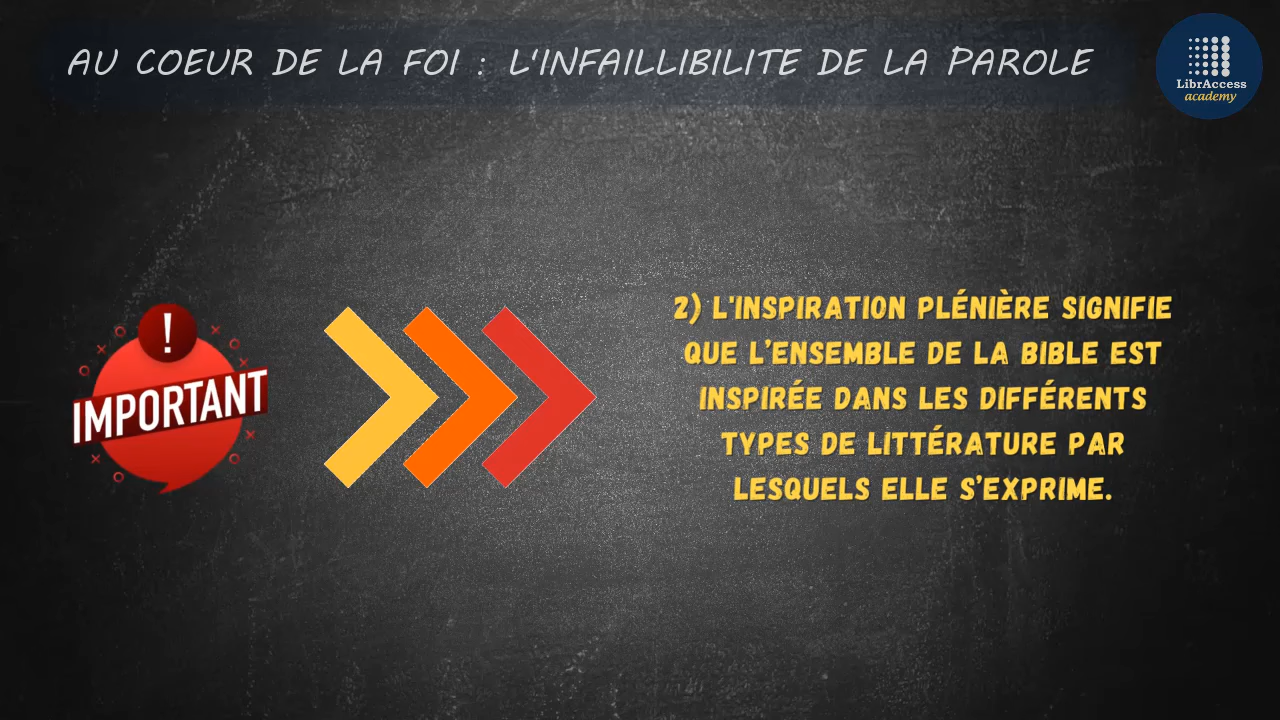 AU COEUR DE LA FOI : L'INFAILLIBILITE DE LA PAROLE
LibrAccess
academy
!
IMPORTANT
2) L'INSPIRATION PLÉNIÈRE SIGNIFIE
QUE L'ENSEMBLE DE LA BIBLE EST
INSPIRÉE DANS LES DIFFÉRENTS
TYPES DE LITTÉRATURE PAR
LESQUELS ELLE S'EXPRIME.